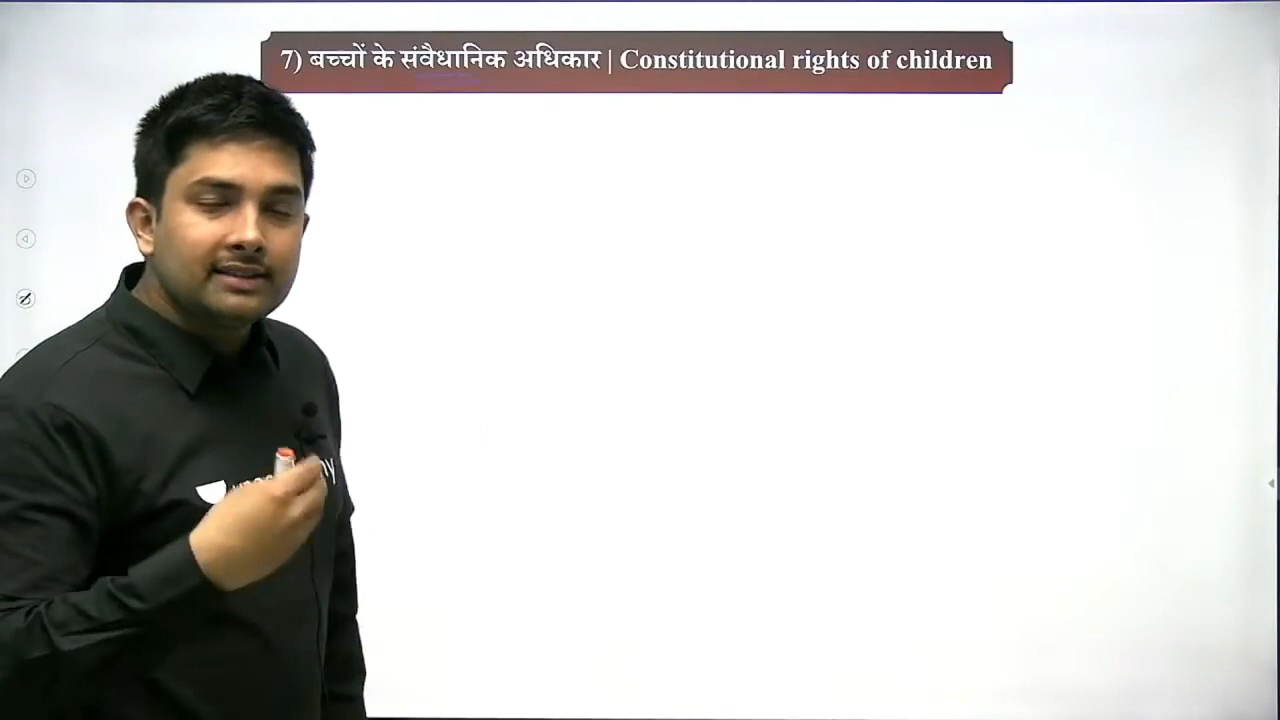 7) बच्चों के संवैधानिक अधिकार | Constitutional rights of children